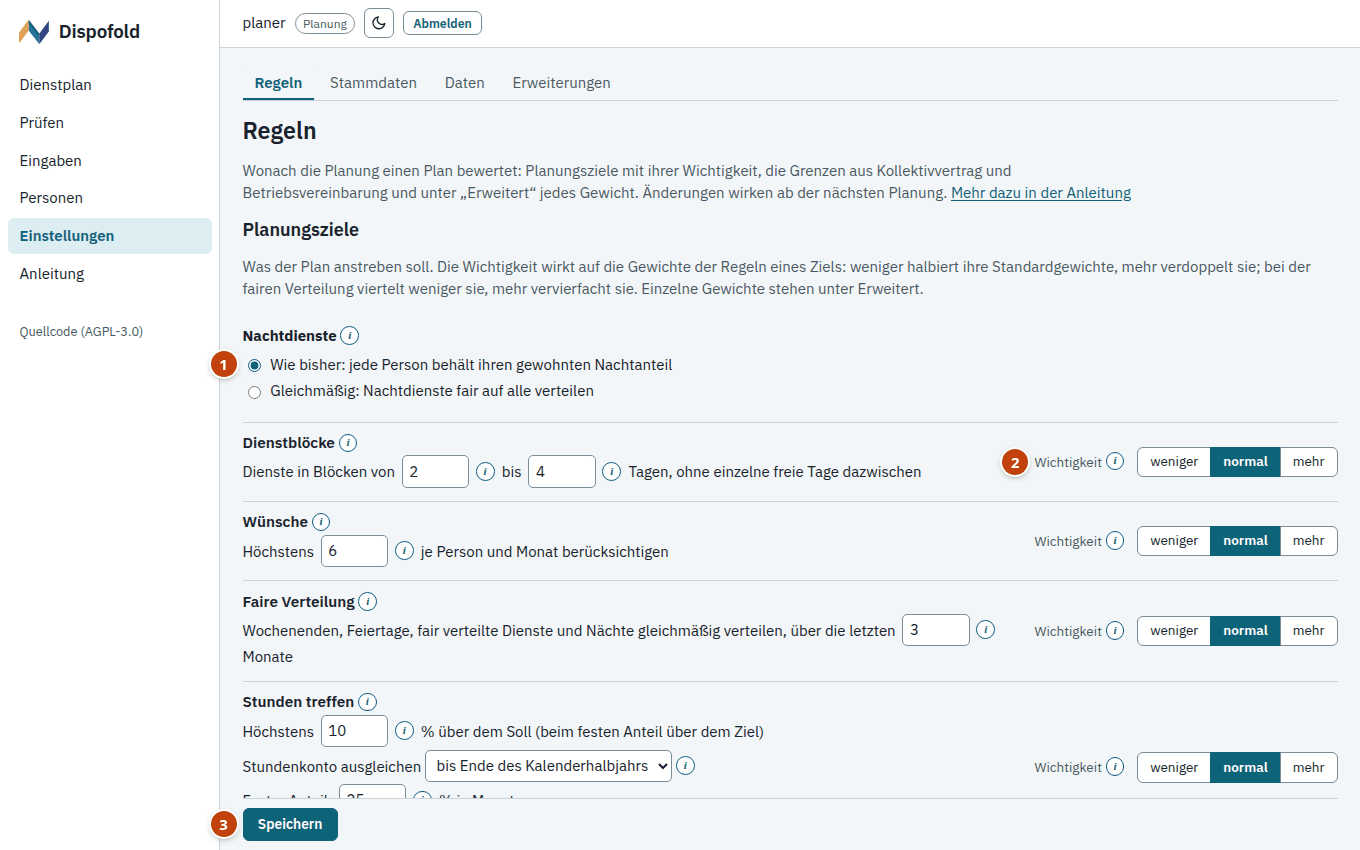 Dispofold
Dienstplan
Prüfen
Eingaben
Personen
Einstellungen
Anleitung
Quellcode (AGPL-3.0)
planer Planung Abmelden
Regeln Stammdaten Daten Erweiterungen
Regeln
Wonach die Planung einen Plan bewertet: Planungsziele mit ihrer Wichtigkeit, die Grenzen aus Kollektivvertrag und
Betriebsvereinbarung und unter „Erweitert“ jedes Gewicht. Änderungen wirken ab der nächsten Planung. Mehr dazu in der Anleitung
Planungsziele
Was der Plan anstreben soll. Die Wichtigkeit wirkt auf die Gewichte der Regeln eines Ziels: weniger halbiert ihre Standardgewichte, mehr verdoppelt sie; bei der
fairen Verteilung viertelt weniger sie, mehr vervierfacht sie. Einzelne Gewichte stehen unter Erweitert.
Nachtdienste i
1 Wie bisher: jede Person behält ihren gewohnten Nachtanteil
Gleichmäßig: Nachtdienste fair auf alle verteilen
Dienstblöcke i
Dienste in Blöcken von 2 i bis 4 i Tagen, ohne einzelne freie Tage dazwischen
2 Wichtigkeit i weniger normal mehr
Wünsche i
Höchstens 6 i je Person und Monat berücksichtigen
Wichtigkeit i weniger normal mehr
Faire Verteilung i
Wochenenden, Feiertage, fair verteilte Dienste und Nächte gleichmäßig verteilen, über die letzten 3 i
Monate
Wichtigkeit i weniger normal mehr
Stunden treffen i
Höchstens 10 i % über dem Soll (beim festen Anteil über dem Ziel)
Stundenkonto ausgleichen bis Ende des Kalenderhalbjahrs i
Wichtigkeit i weniger normal mehr
3 Speichern